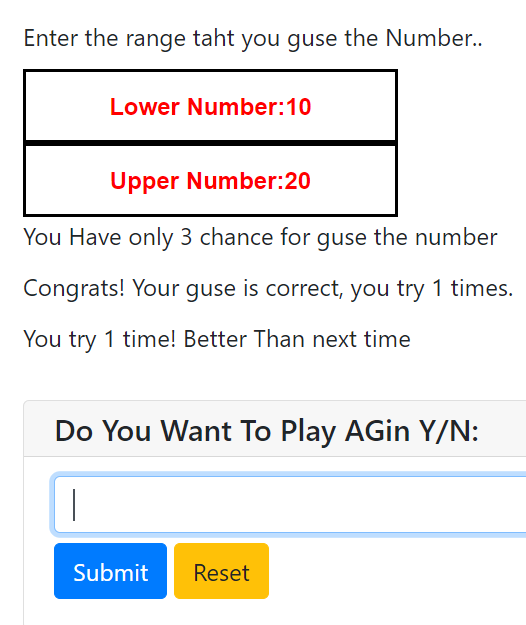 Enter the range taht you guse the Number..
Lower Number:10
Upper Number:20
You Have only 3 chance for guse the number
Congrats! Your guse is correct, you try 1 times.
You try 1 time! Better Than next time
Do You Want To Play AGin Y/N:
Submit Reset